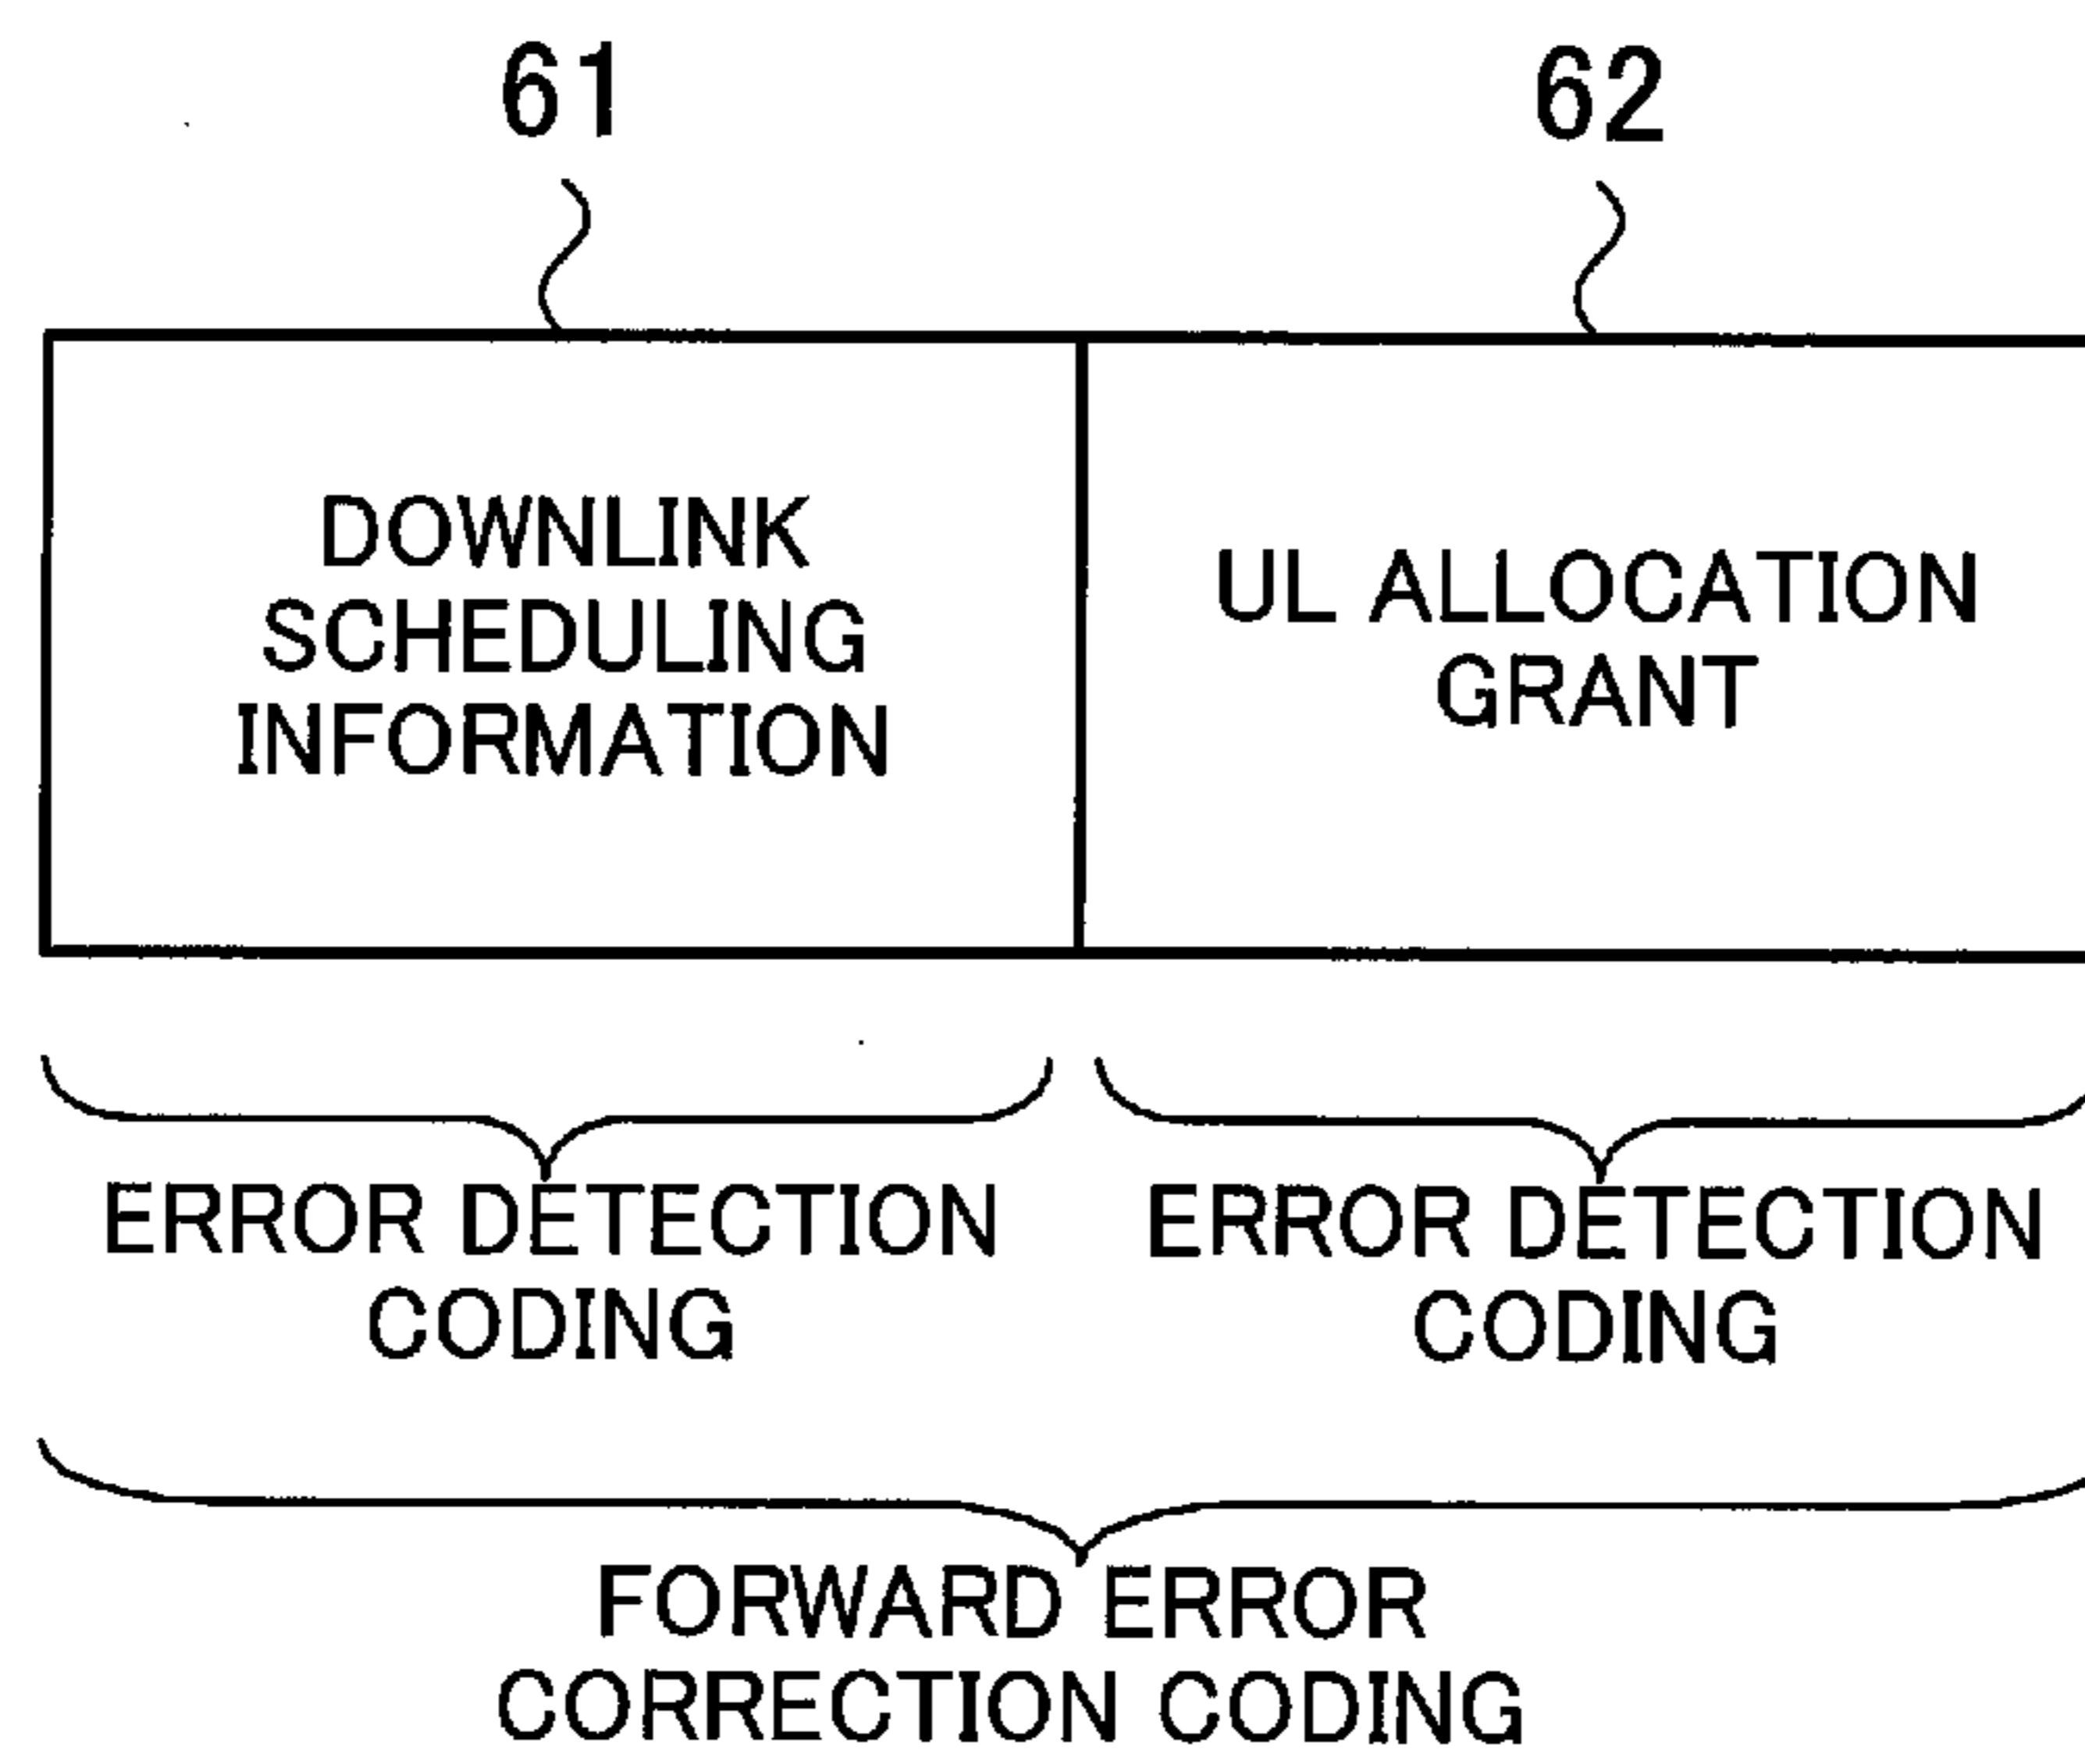 61
62
DOWNLINK
SCHEDULING
INFORMATION
UL ALLOCATION
GRANT
ERROR DETECTION
CODING
ERROR DETECTION
CODING
FORWARD ERROR
CORRECTION CODING